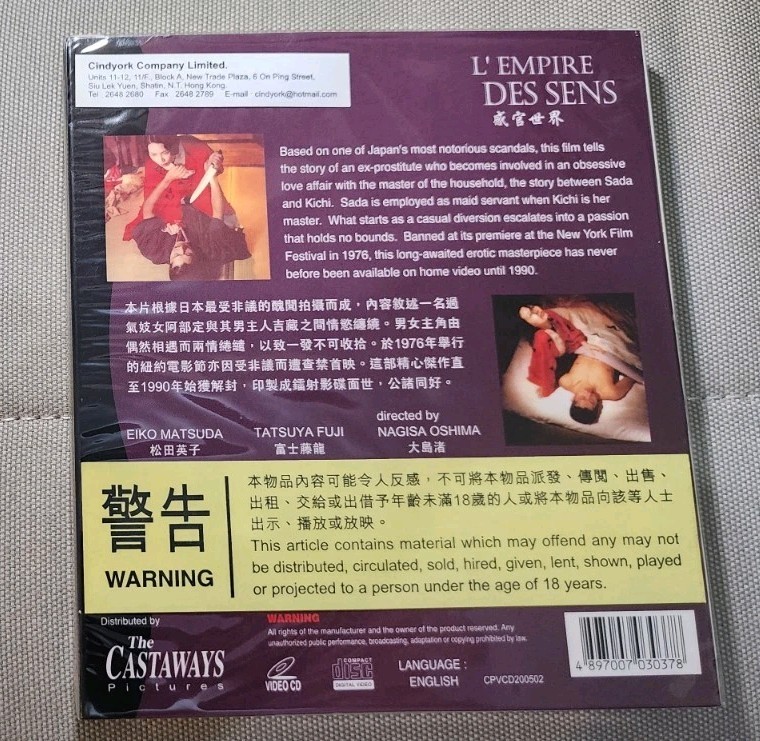 Cindyork Company Limited.
Units 11-12, 11/F., Block A, New Trade Plaza, 6 On Ping Street,
Siu Lek Yuen, Shatin, N.T. Hong Kong.
Tel 2648 2680 Fax 2648 2789 E-mail cindyork@hotmail.com
L' EMPIRE
DES SENS
感官世界
Based on one of Japan's most notorious scandals, this film tells
the story of an ex-prostitute who becomes involved in an obsessive
love affair with the master of the household, the story between Sada
and Kichi. Sada is employed as maid servant when Kichi is her
master. What starts as a casual diversion escalates into a passion
that holds no bounds. Banned at its premiere at the New York Film
Festival in 1976, this long-awaited erotic masterpiece has never
before been available on home video until 1990.
本片根據日本最受非議的醜聞拍攝而成，內容敘述一名過
氣妓女阿部定與其男主人吉藏之間情慾纏繞。男女主角由
偶然相遇而兩情綣繾，以致一發不可收拾。於1976年舉行
的紐約電影節亦因受非議而遭查禁首映。這部精心傑作直
至1990年始獲解封，印製成鐳射影碟面世，公諸同好。
EIKO MATSUDA
松田英子
TATSUYA FUJI
富士藤龍
directed by
NAGISA OSHIMA
大島渚
警告
WARNING
本物品內容可能令人反感，不可將本物品派發、傳閱、出售、
出租、交給或出借予年齡未滿18歲的人或將本物品向該等人士
出示、播放或放映。
This article contains material which may offend any may not
be distributed, circulated, sold, hired, given, lent, shown, played
or projected to a person under the age of 18 years.
Distributed by
The
CASTAWAYS
Pictures
WARNING
All rights of the manufacturer and the owner of the product reserved. Any
unauthorized public performance, broadcasting, adaptation or copying prohibited by law.
VIDEO CD
COMPACT
disc
DIGITAL VIDEO
LANGUAGE :
ENGLISH
CPVCD200502
4 897007 030378